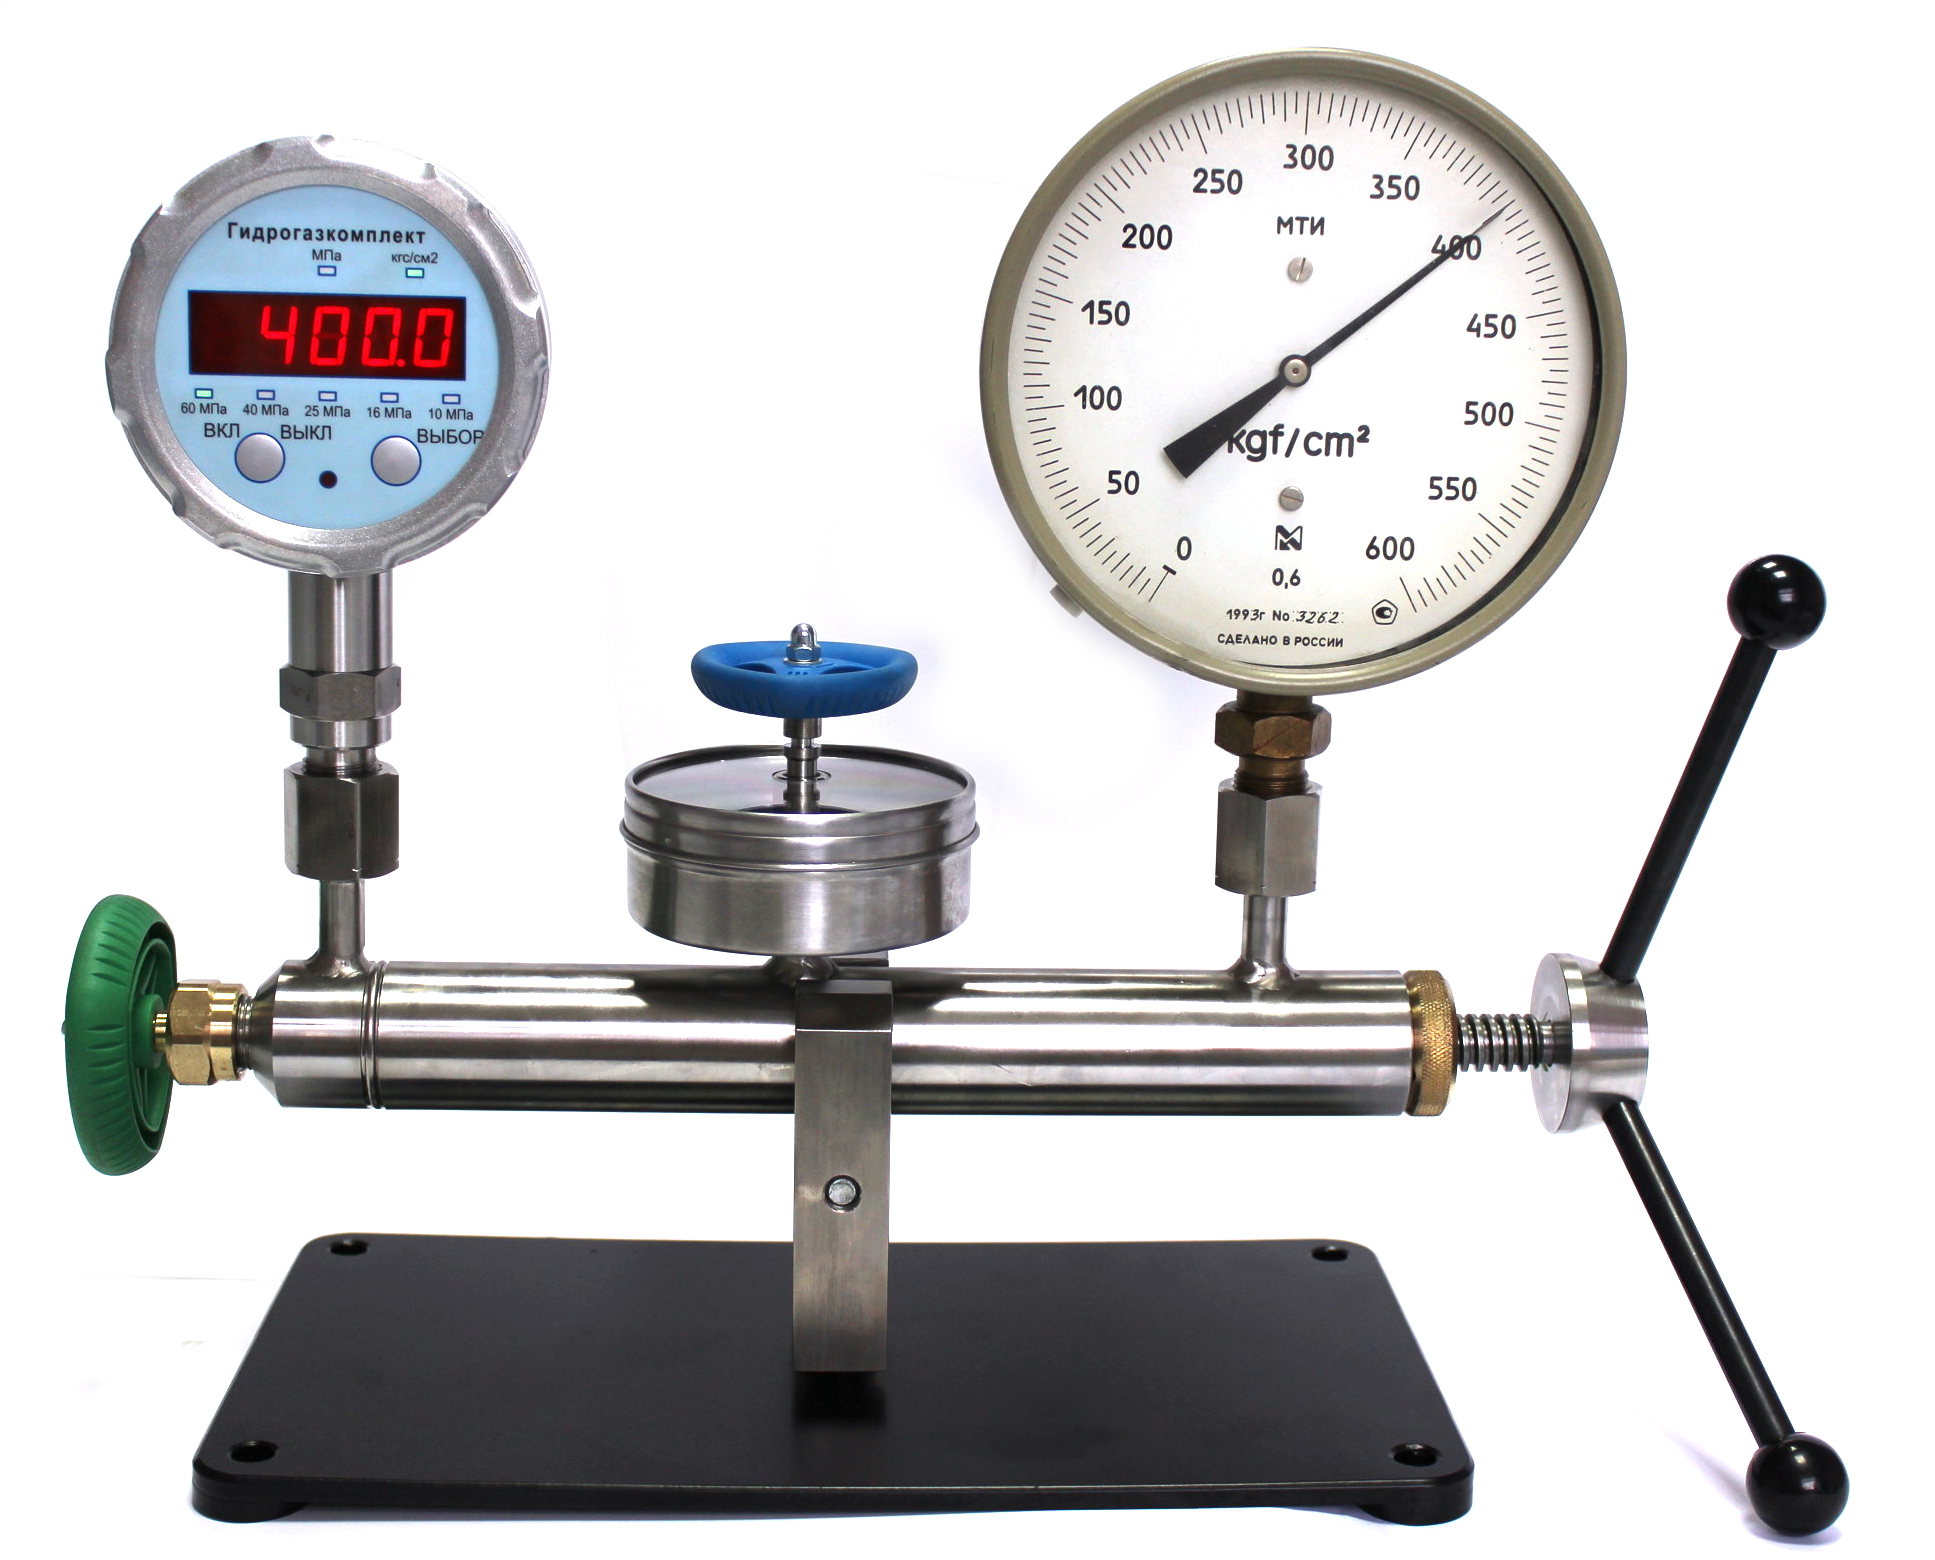 Гидрогазкомплект
МПа кгс/см2
400.0
60 МПа 40 МПа 25 МПа 16 МПа 10 МПа
ВКЛ ВЫКЛ ВЫБОР
300
250 350
200 400
150 450
100 500
50 550
0 600
МТИ
kgf/cm²
0,6
1993г No 3262
СДЕЛАНО В РОССИИ